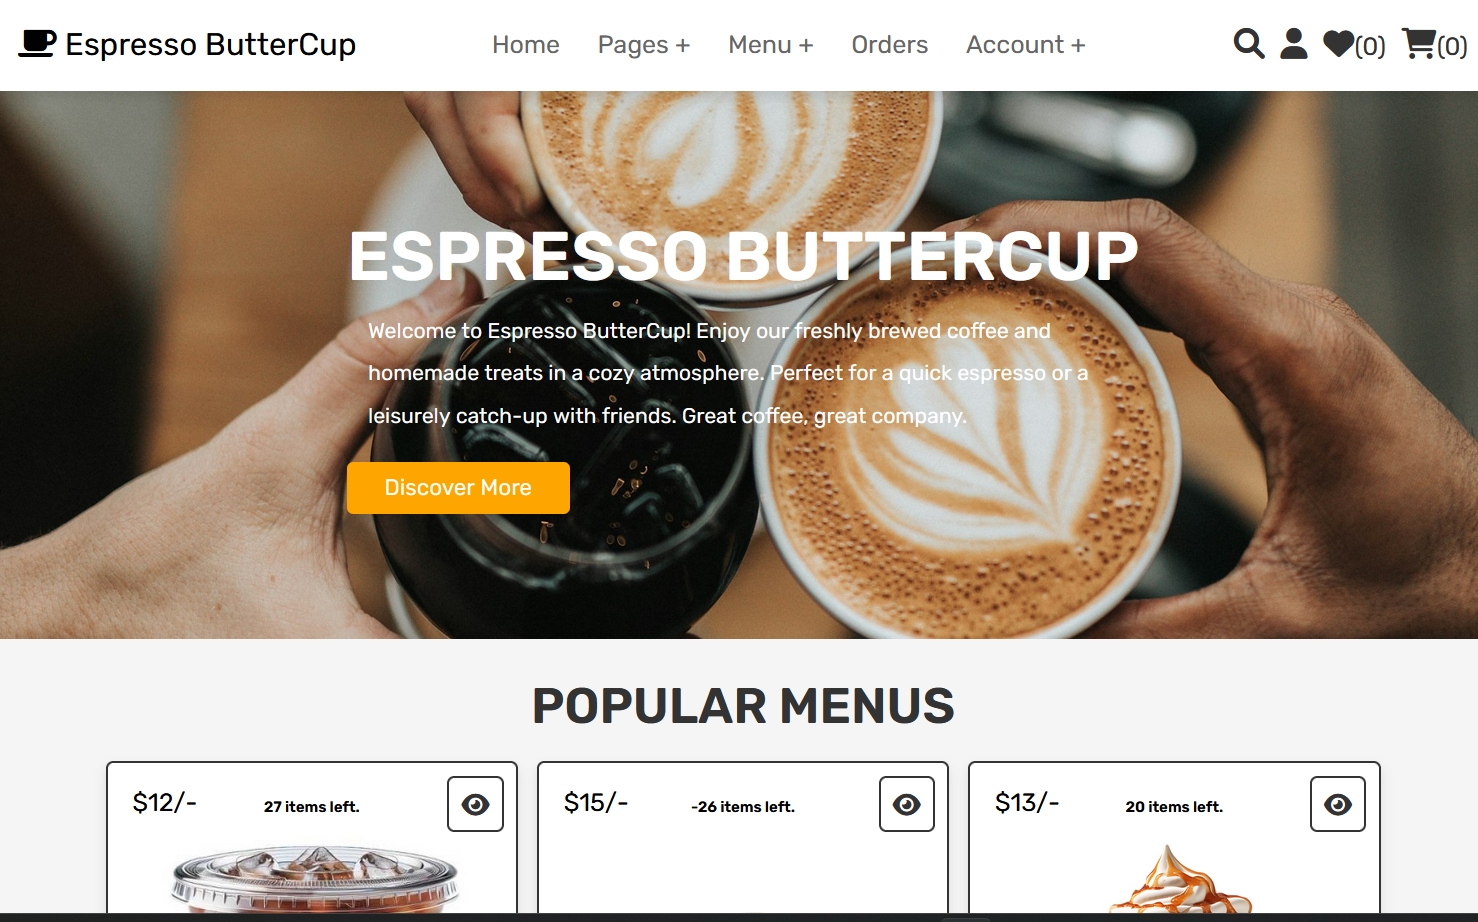 Espresso ButterCup
Home Pages + Menu + Orders Account +
(0) (0)
ESPRESSO BUTTERCUP
Welcome to Espresso ButterCup! Enjoy our freshly brewed coffee and
homemade treats in a cozy atmosphere. Perfect for a quick espresso or a
leisurely catch-up with friends. Great coffee, great company.
Discover More
POPULAR MENUS
$12/- 27 items left.
$15/- -26 items left.
$13/- 20 items left.